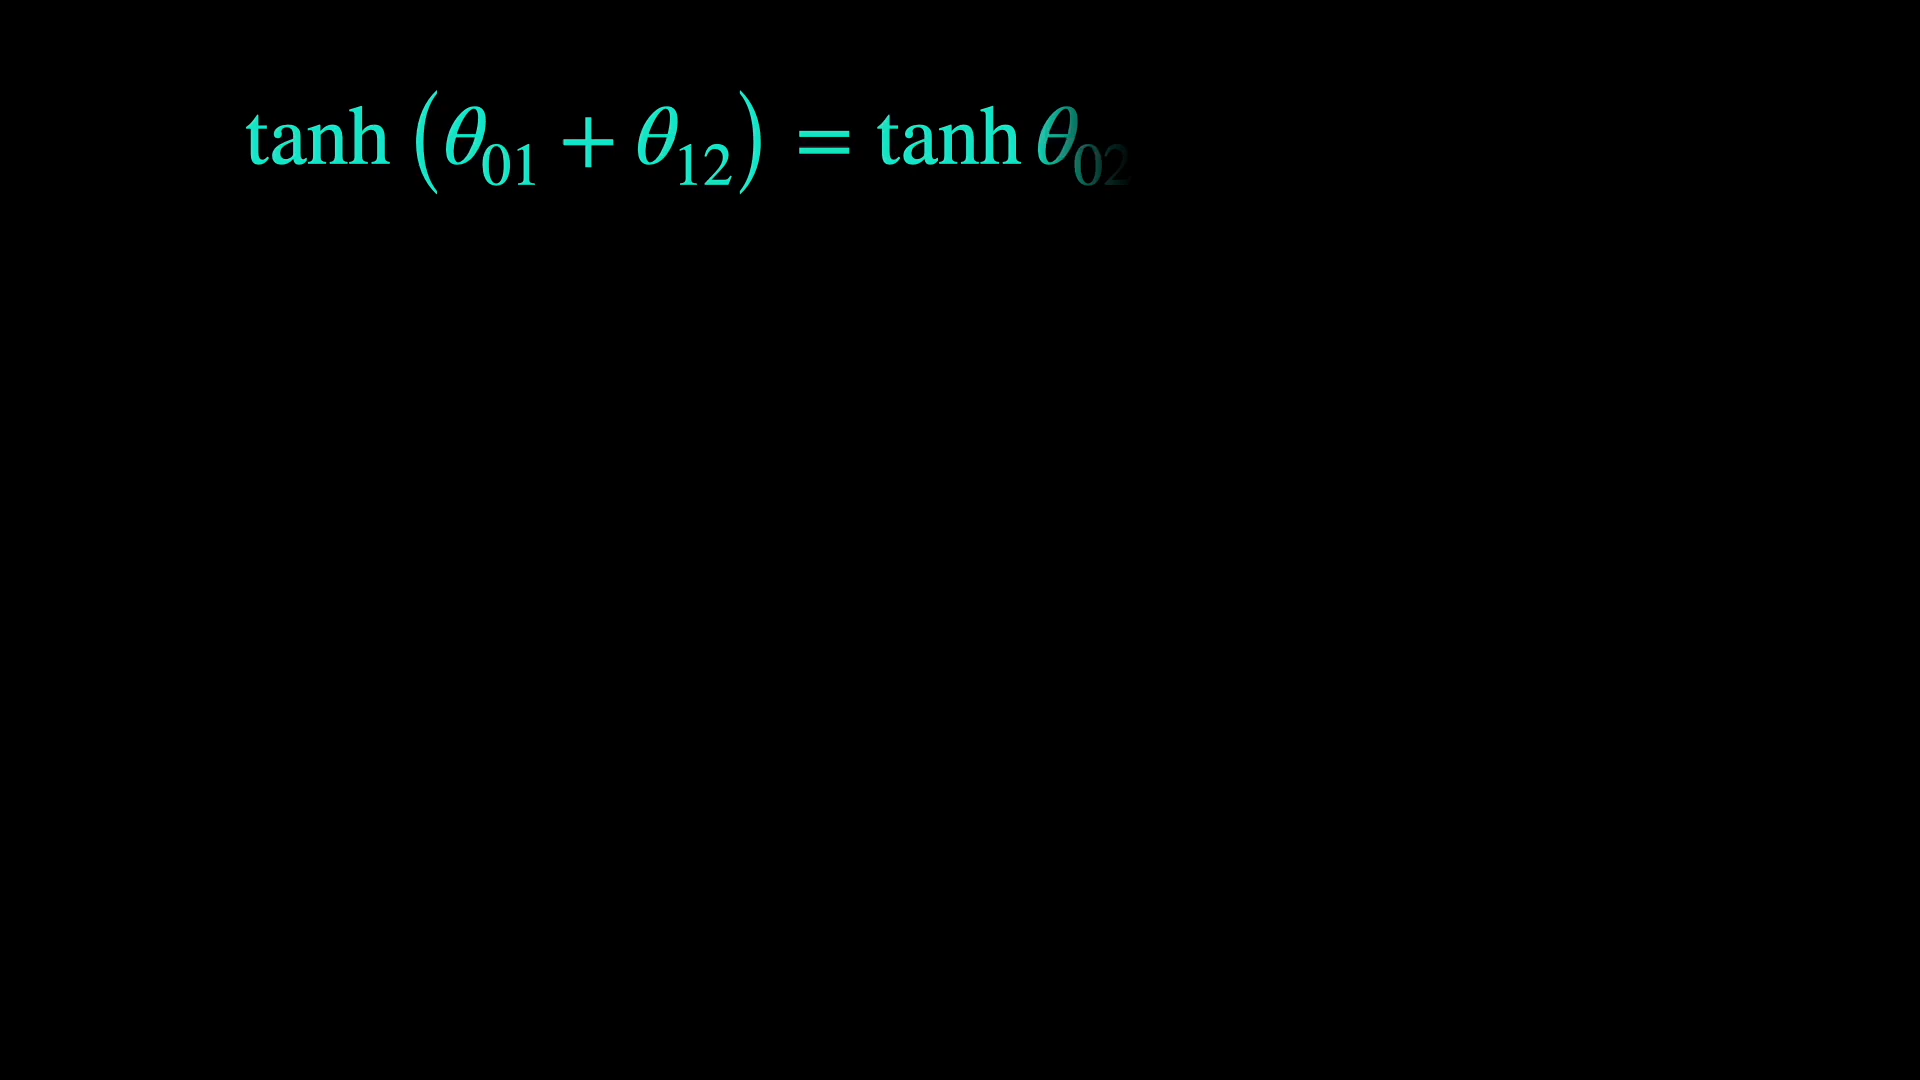 tanh (θ₀₁ + θ₁₂) = tanh θ₀₂